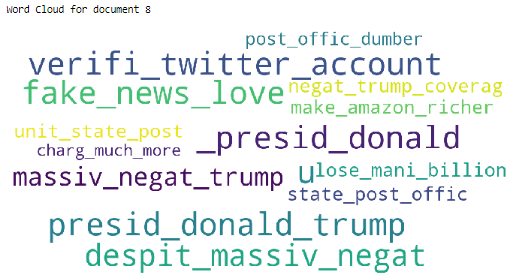 Word Cloud for document 8
post_offic_dumber
verifi_twitter_account
fake_news_love
negat_trump_coverag
make_amazon_richer
unit_state_post
_presid_donald
charg_much_more
massiv_negat_trump
u
lose_mani_billion
state_post_offic
presid_donald_trump
despit_massiv_negat